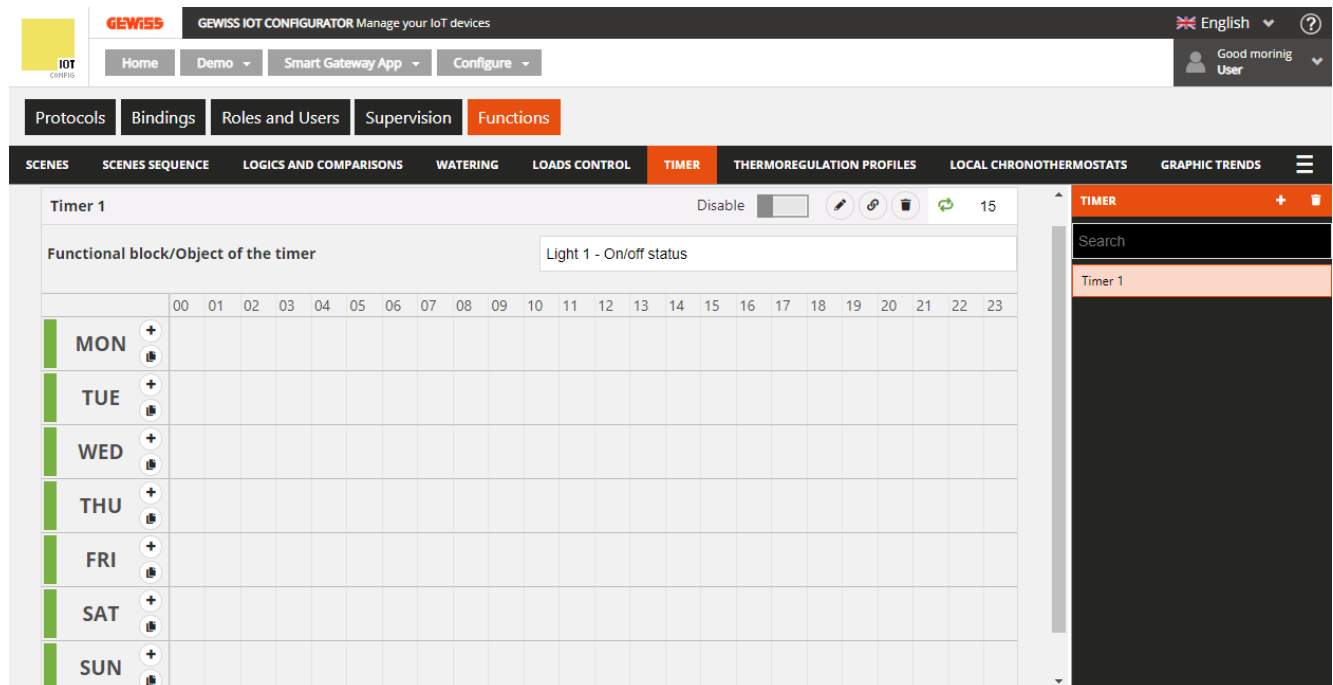 GEWISS GEWISS IOT CONFIGURATOR Manage your IoT devices English ?
IOT CONFIG
Home Demo Smart Gateway App Configure Good morinig User
Protocols Bindings Roles and Users Supervision Functions
SCENES SCENES SEQUENCE LOGICS AND COMPARISONS WATERING LOADS CONTROL TIMER THERMOREGULATION PROFILES LOCAL CHRONOTHERMOSTATS GRAPHIC TRENDS
Timer 1 Disable 15
Functional block/Object of the timer Light 1 - On/off status
00 01 02 03 04 05 06 07 08 09 10 11 12 13 14 15 16 17 18 19 20 21 22 23
MON
TUE
WED
THU
FRI
SAT
SUN
TIMER
Search
Timer 1